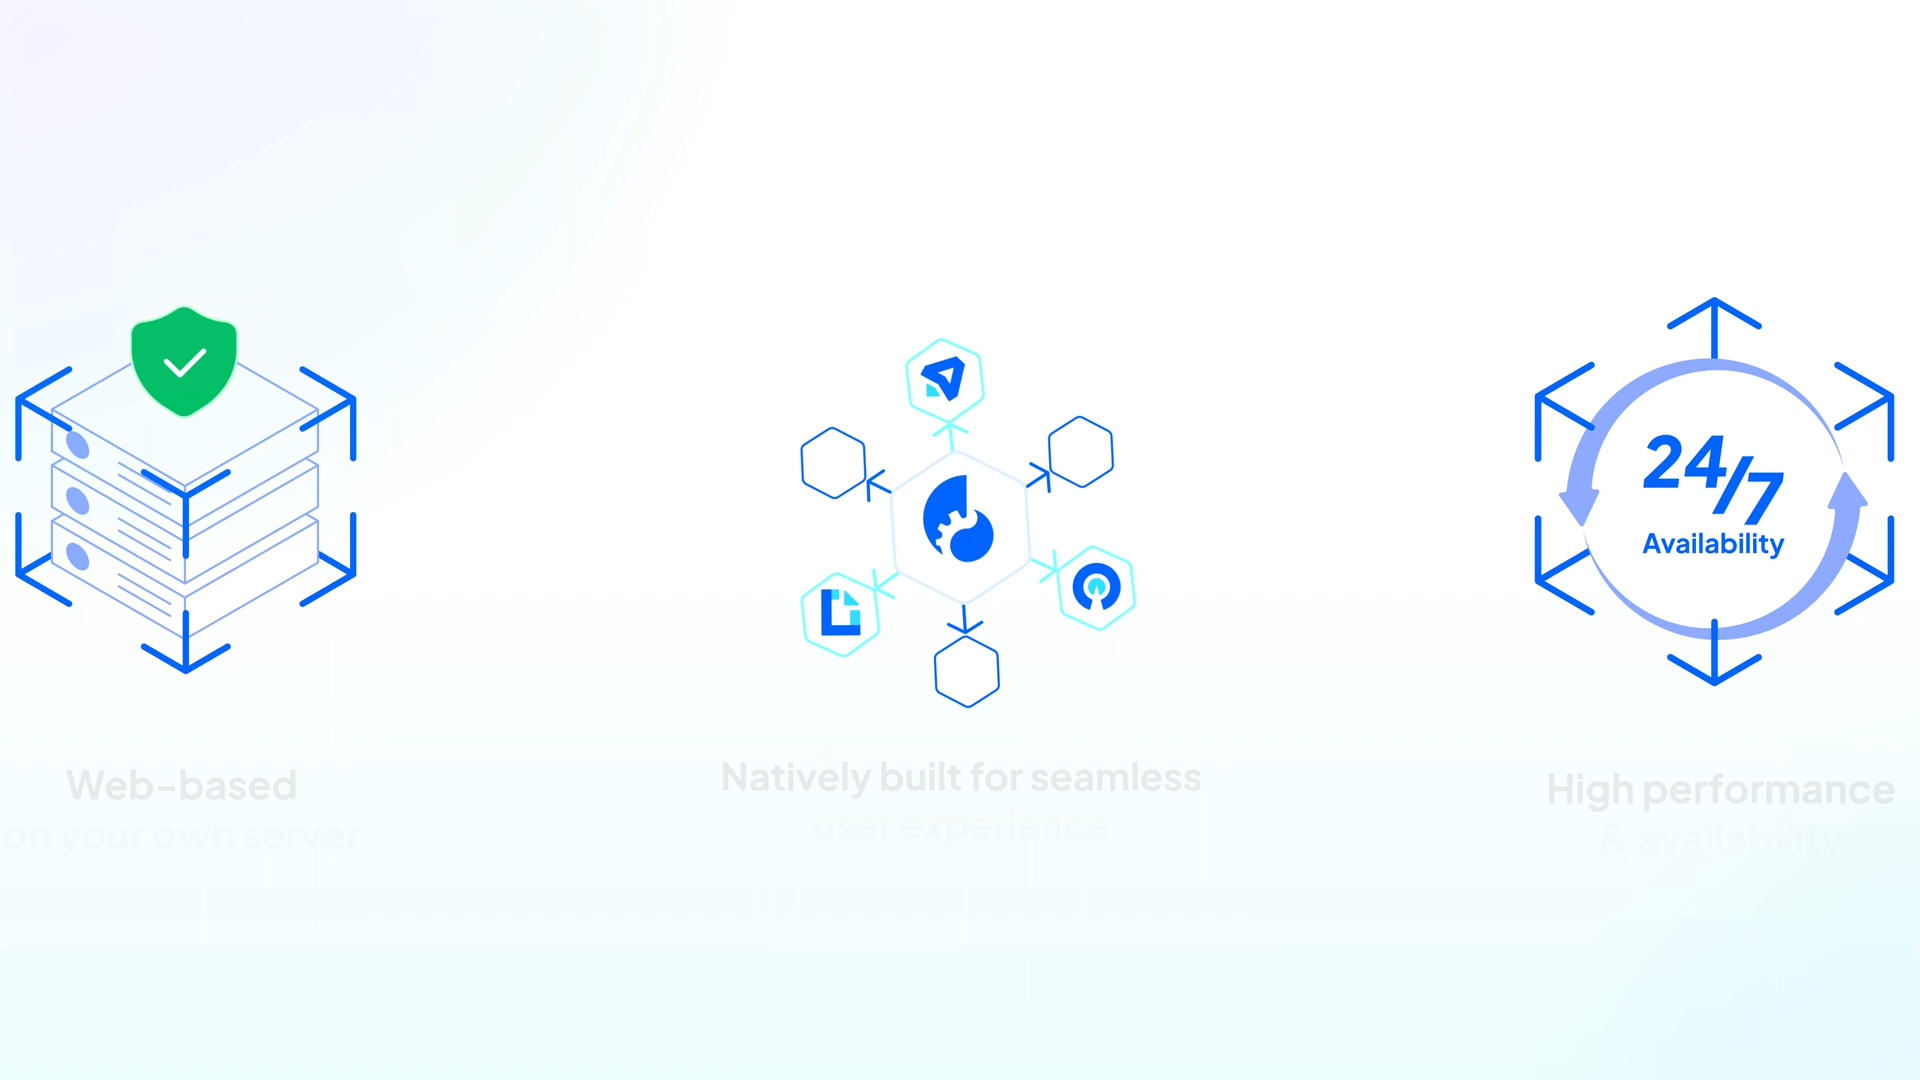 24/7
Availability
Web-based
on your own server
Natively built for seamless
user experience
High performance
& availability